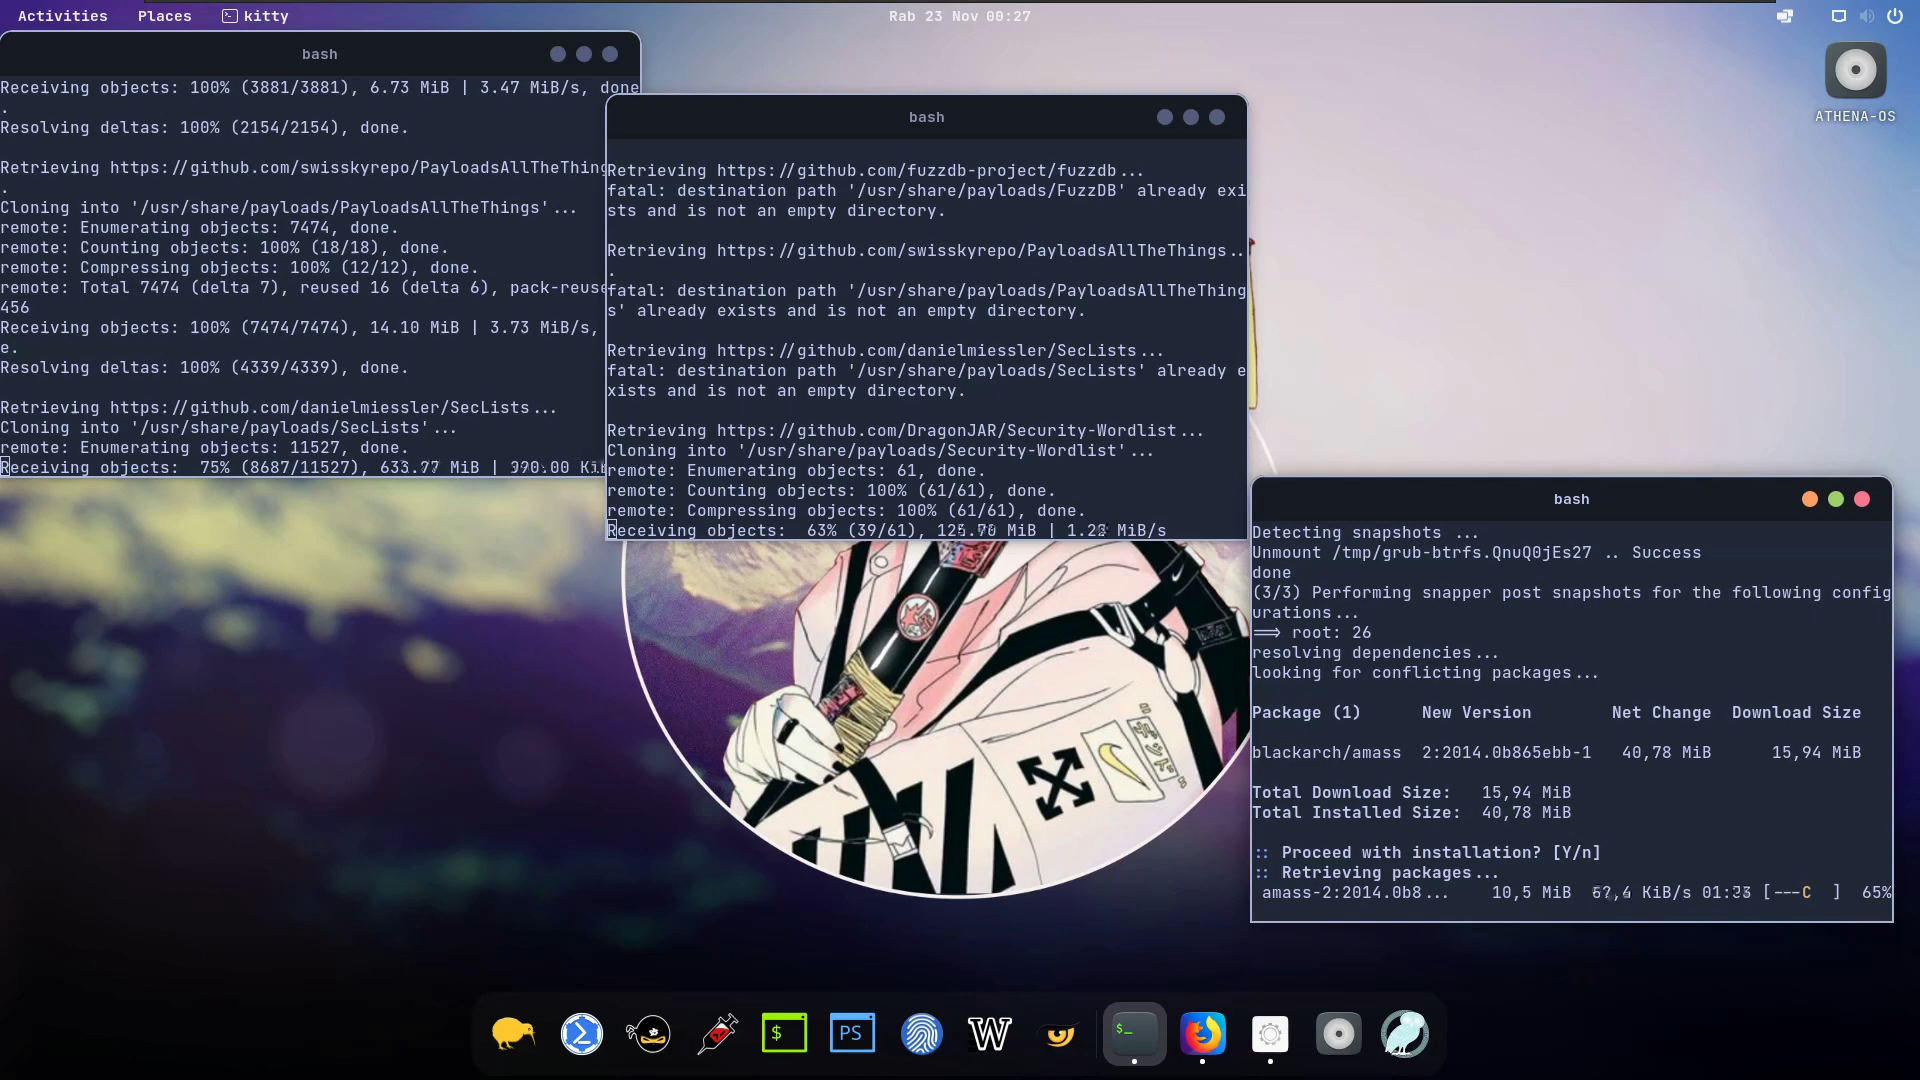 Activities Places kitty Rab 23 Nov 00:27
ATHENA-OS
bash
Receiving objects: 100% (3881/3881), 6.73 MiB | 3.47 MiB/s, done
.
Resolving deltas: 100% (2154/2154), done.
Retrieving https://github.com/swisskyrepo/PayloadsAllTheThing
.
Cloning into '/usr/share/payloads/PayloadsAllTheThings'...
remote: Enumerating objects: 7474, done.
remote: Counting objects: 100% (18/18), done.
remote: Compressing objects: 100% (12/12), done.
remote: Total 7474 (delta 7), reused 16 (delta 6), pack-reuse
456
Receiving objects: 100% (7474/7474), 14.10 MiB | 3.73 MiB/s,
e.
Resolving deltas: 100% (4339/4339), done.
Retrieving https://github.com/danielmiessler/SecLists...
Cloning into '/usr/share/payloads/SecLists'...
remote: Enumerating objects: 11527, done.
Receiving objects:  75% (8687/11527), MiB | KiB
bash
Retrieving https://github.com/fuzzdb-project/fuzzdb...
fatal: destination path '/usr/share/payloads/FuzzDB' already exi
sts and is not an empty directory.
Retrieving https://github.com/swisskyrepo/PayloadsAllTheThings..
.
fatal: destination path '/usr/share/payloads/PayloadsAllTheThing
s' already exists and is not an empty directory.
Retrieving https://github.com/danielmiessler/SecLists...
fatal: destination path '/usr/share/payloads/SecLists' already e
xists and is not an empty directory.
Retrieving https://github.com/DragonJAR/Security-Wordlist...
Cloning into '/usr/share/payloads/Security-Wordlist'...
remote: Enumerating objects: 61, done.
remote: Counting objects: 100% (61/61), done.
remote: Compressing objects: 100% (61/61), done.
Receiving objects:  63% (39/61), MiB | MiB/s
bash
Detecting snapshots ...
Unmount /tmp/grub-btrfs.QnuQ0jEs27 .. Success
done
(3/3) Performing snapper post snapshots for the following config
urations...
==> root: 26
resolving dependencies...
looking for conflicting packages...
Package (1)      New Version        Net Change  Download Size
blackarch/amass  2:2014.0b865ebb-1   40,78 MiB      15,94 MiB
Total Download Size:   15,94 MiB
Total Installed Size:  40,78 MiB
:: Proceed with installation? [Y/n]
:: Retrieving packages...
amass-2:2014.0b8...    10,5 MiB  KiB/s [---C  ]  65%
$ PS W $_